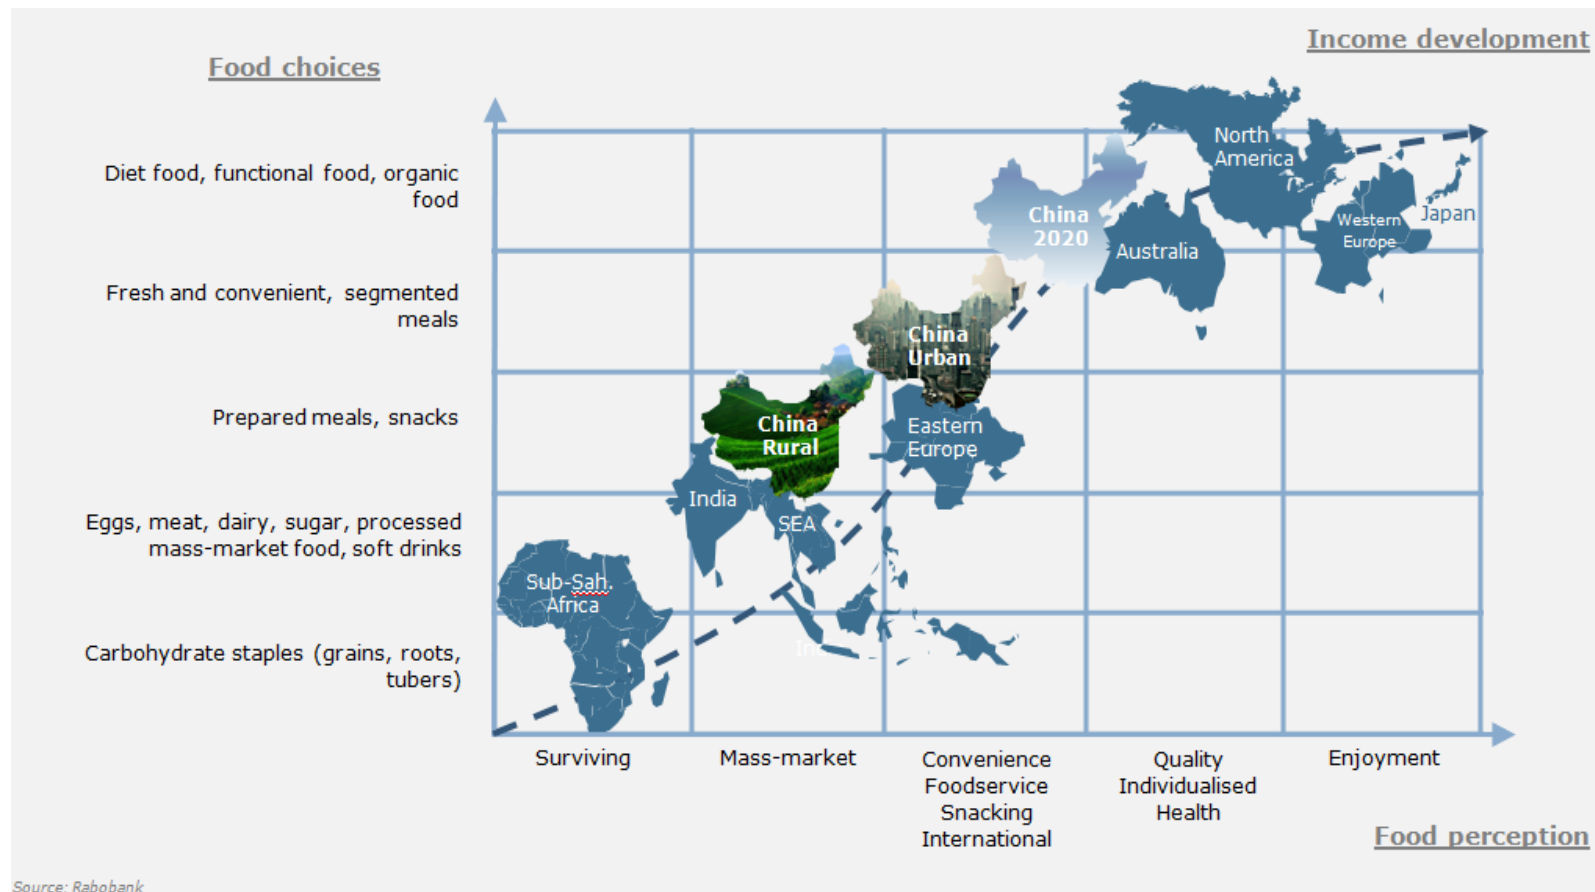 Income development
Food choices
Diet food, functional food, organic
food
Fresh and convenient, segmented
meals
Prepared meals, snacks
Eggs, meat, dairy, sugar, processed
mass-market food, soft drinks
Carbohydrate staples (grains, roots,
tubers)
North
America
Japan
Western
Europe
China
2020
Australia
China
Urban
China
Rural
Eastern
Europe
India
SEA
Sub-Sah.
Africa
Surviving
Mass-market
Convenience
Foodservice
Snacking
International
Quality
Individualised
Health
Enjoyment
Food perception
Source: Rabobank